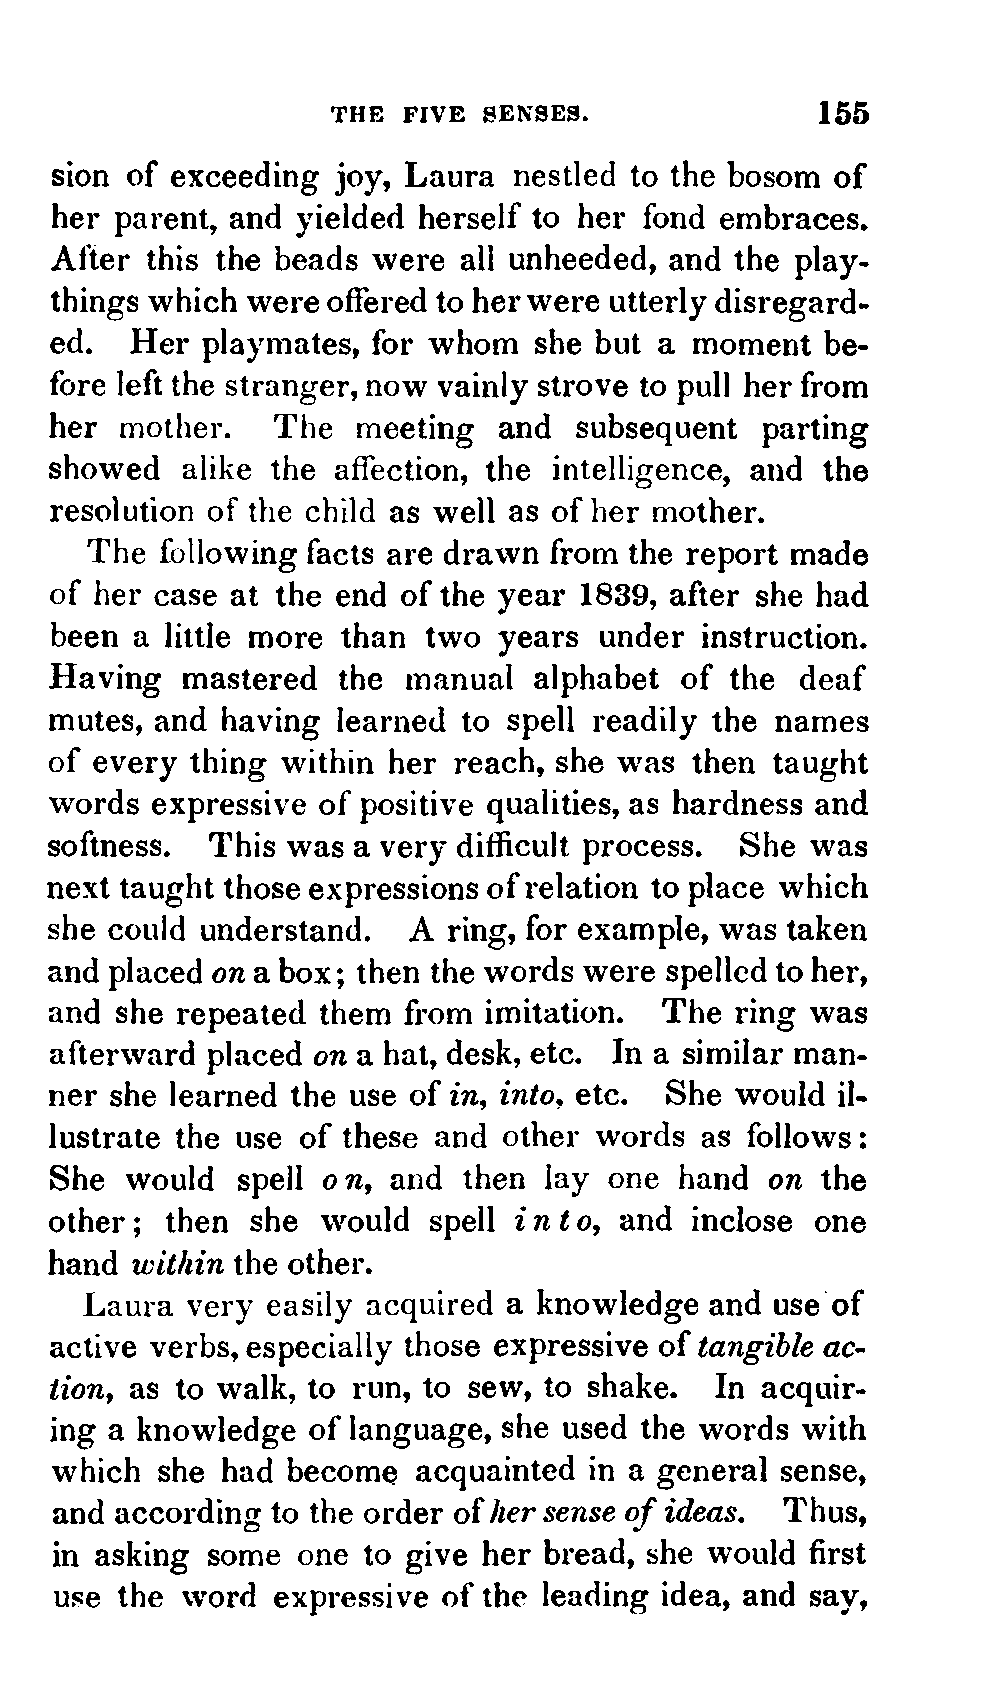 THE FIVE SENSES. 155
sion of exceeding joy, Laura nestled to the bosom of
her parent, and yielded herself to her fond embraces.
After this the beads were all unheeded, and the play-
things which were offered to her were utterly disregard-
ed. Her playmates, for whom she but a moment be-
fore left the stranger, now vainly strove to pull her from
her mother. The meeting and subsequent parting
showed alike the affection, the intelligence, and the
resolution of the child as well as of her mother.
The following facts are drawn from the report made
of her case at the end of the year 1839, after she had
been a little more than two years under instruction.
Having mastered the manual alphabet of the deaf
mutes, and having learned to spell readily the names
of every thing within her reach, she was then taught
words expressive of positive qualities, as hardness and
softness. This was a very difficult process. She was
next taught those expressions of relation to place which
she could understand. A ring, for example, was taken
and placed on a box; then the words were spelled to her,
and she repeated them from imitation. The ring was
afterward placed on a hat, desk, etc. In a similar man-
ner she learned the use of in, into, etc. She would il-
lustrate the use of these and other words as follows:
She would spell o n, and then lay one hand on the
other; then she would spell i n t o, and inclose one
hand within the other.
Laura very easily acquired a knowledge and use of
active verbs, especially those expressive of tangible ac-
tion, as to walk, to run, to sew, to shake. In acquir-
ing a knowledge of language, she used the words with
which she had become acquainted in a general sense,
and according to the order of her sense of ideas. Thus,
in asking some one to give her bread, she would first
use the word expressive of the leading idea, and say,